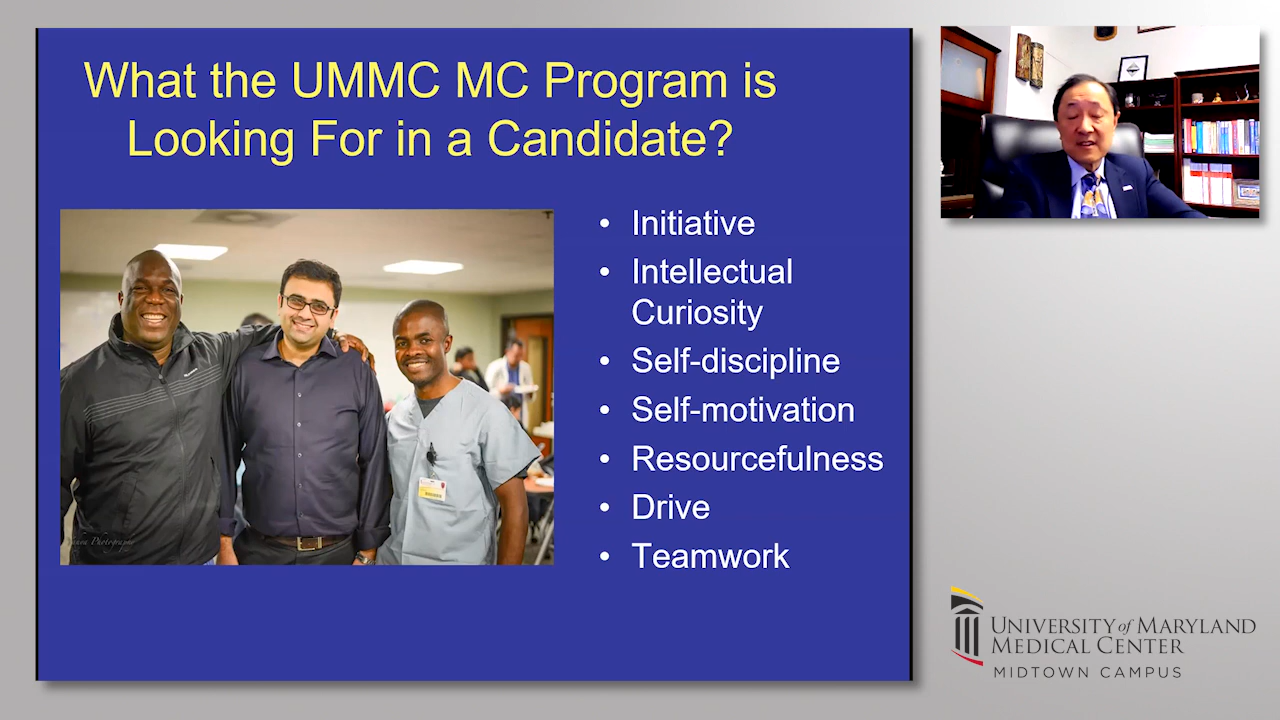 What the UMMC MC Program is
Looking For in a Candidate?
• Initiative
• Intellectual
Curiosity
• Self-discipline
• Self-motivation
• Resourcefulness
• Drive
• Teamwork
UNIVERSITY of MARYLAND
MEDICAL CENTER
MIDTOWN CAMPUS